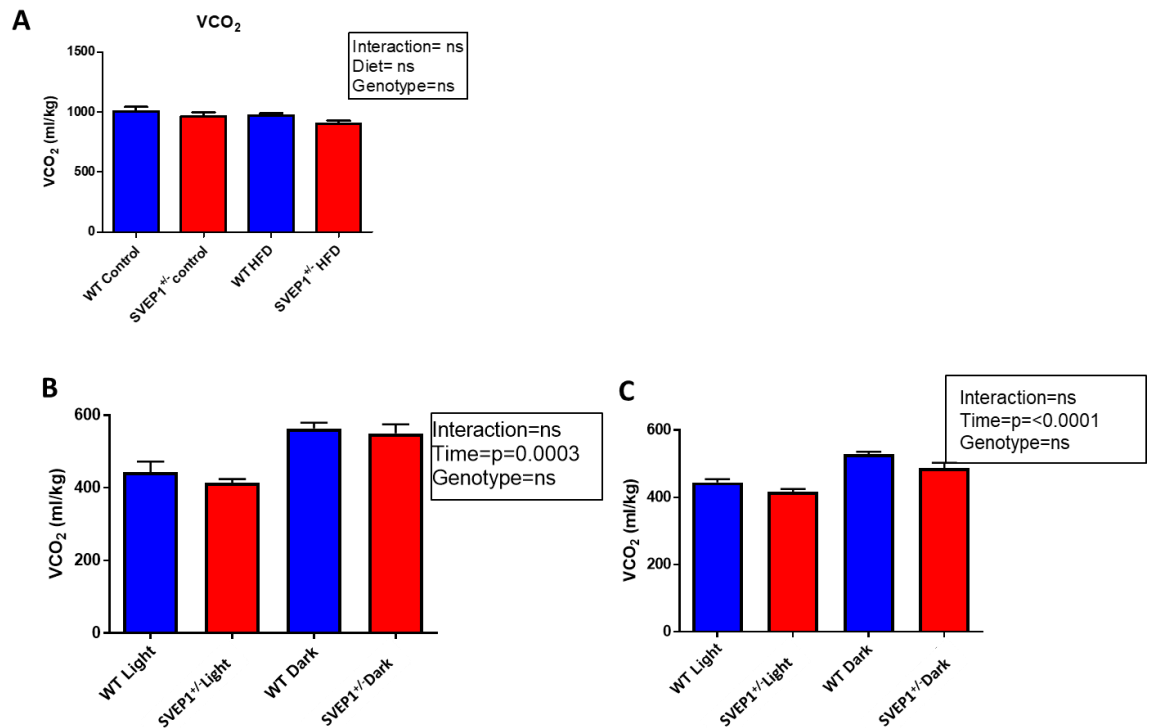 A
VCO₂
Interaction= ns
Diet= ns
Genotype=ns
VCO₂ (ml/kg)
1500
1000
500
0
WT Control
SVEP1⁺/⁻ control
WT HFD
SVEP1⁺/⁻ HFD
B
Interaction=ns
Time=p=0.0003
Genotype=ns
VCO₂ (ml/kg)
600
400
200
0
WT Light
SVEP1⁺/⁻Light
WT Dark
SVEP1⁺/⁻Dark
C
Interaction=ns
Time=p=<0.0001
Genotype=ns
VCO₂ (ml/kg)
600
400
200
0
WT Light
SVEP1⁺/⁻Light
WT Dark
SVEP1⁺/⁻Dark